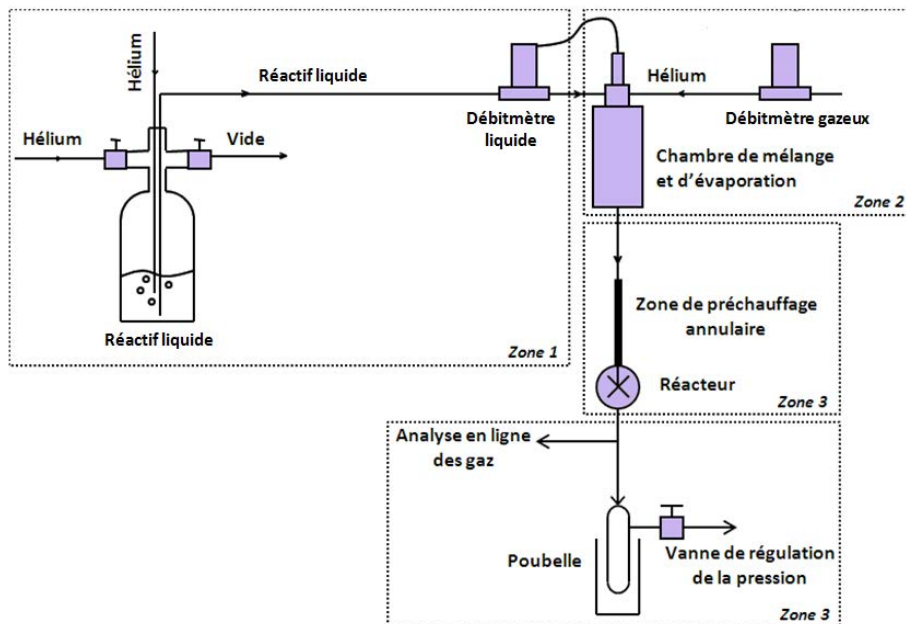 Hélium
Réactif liquide
Hélium
Vide
Réactif liquide
Zone 1
Débitmètre
liquide
Hélium
Débitmètre gazeux
Chambre de mélange
et d'évaporation
Zone 2
Zone de préchauffage
annulaire
Réacteur
Zone 3
Analyse en ligne
des gaz
Poubelle
Vanne de régulation
de la pression
Zone 3